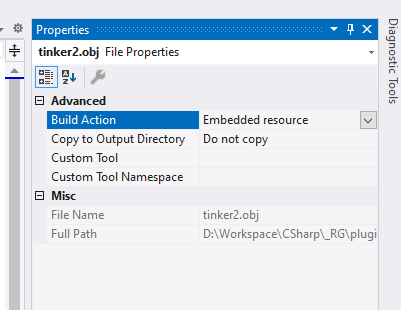 Properties
tinker2.obj File Properties
Advanced
Build Action Embedded resource
Copy to Output Directory Do not copy
Custom Tool
Custom Tool Namespace
Misc
File Name tinker2.obj
Full Path D:\Workspace\CSharp\_RG\plugi
Diagnostic Tools